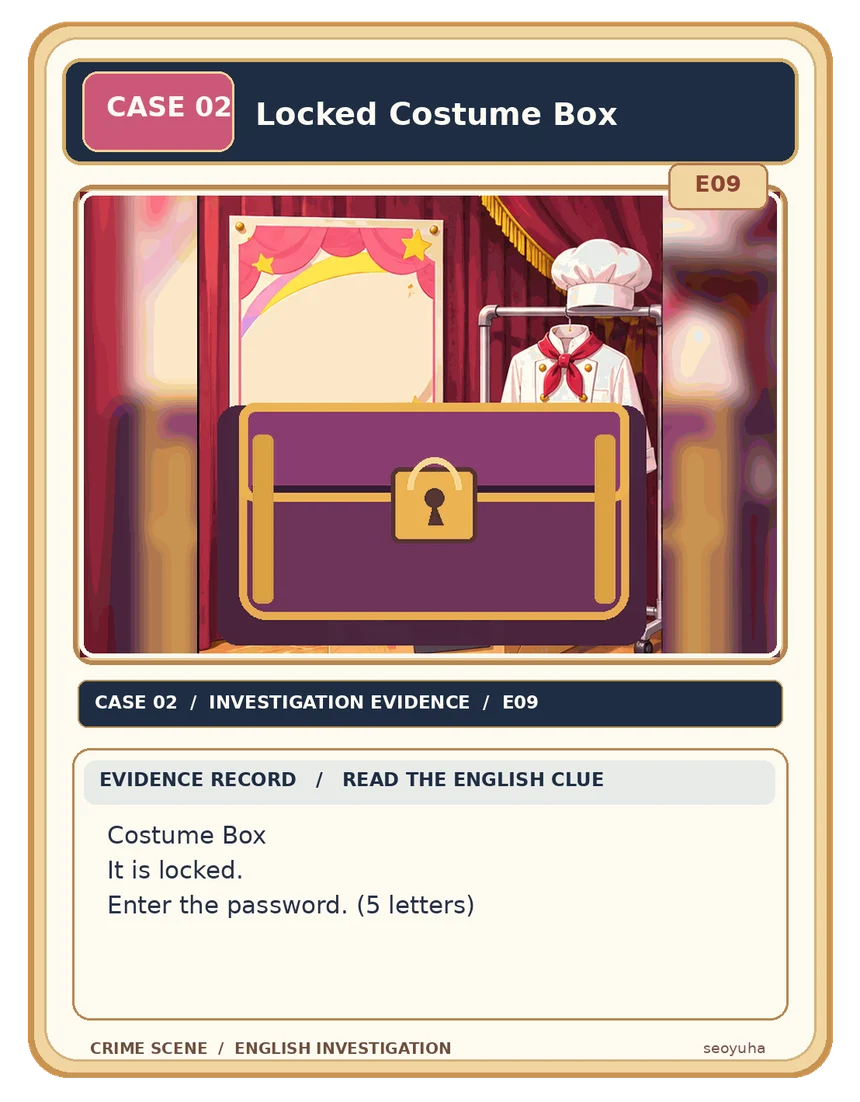 CASE 02
Locked Costume Box
E09
CASE 02 / INVESTIGATION EVIDENCE / E09
EVIDENCE RECORD / READ THE ENGLISH CLUE
Costume Box
It is locked.
Enter the password. (5 letters)
CRIME SCENE / ENGLISH INVESTIGATION
seoyuha